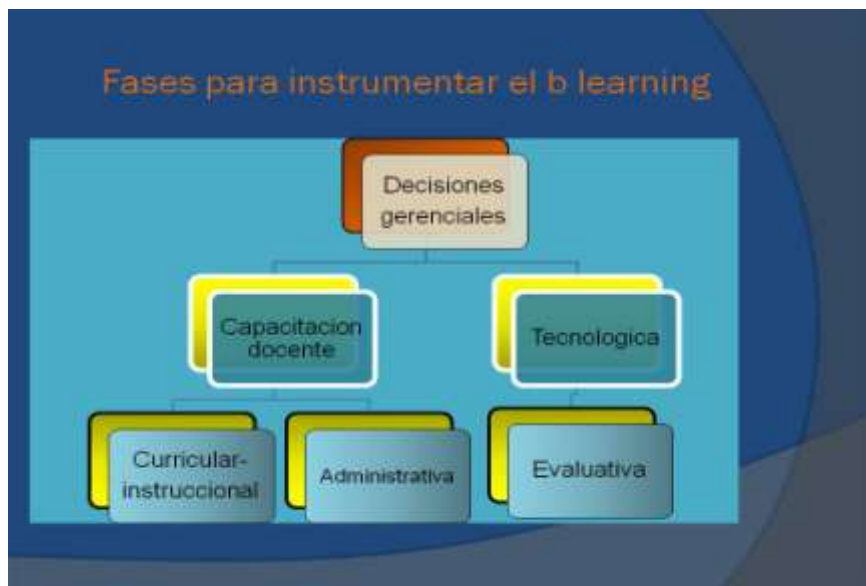 Fases para instrumentar el b learning
Decisiones
gerenciales
Capacitacion
docente
Tecnologica
Curricular-
instruccional
Administrativa
Evaluativa